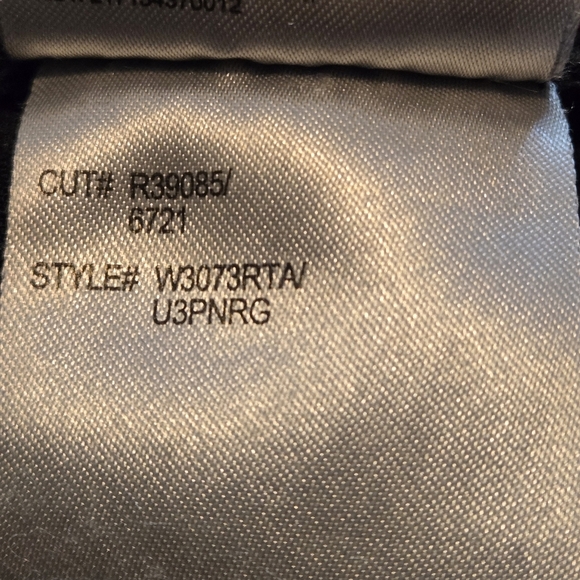 CUT# R39085/
6721
STYLE# W3073RTA/
U3PNRG